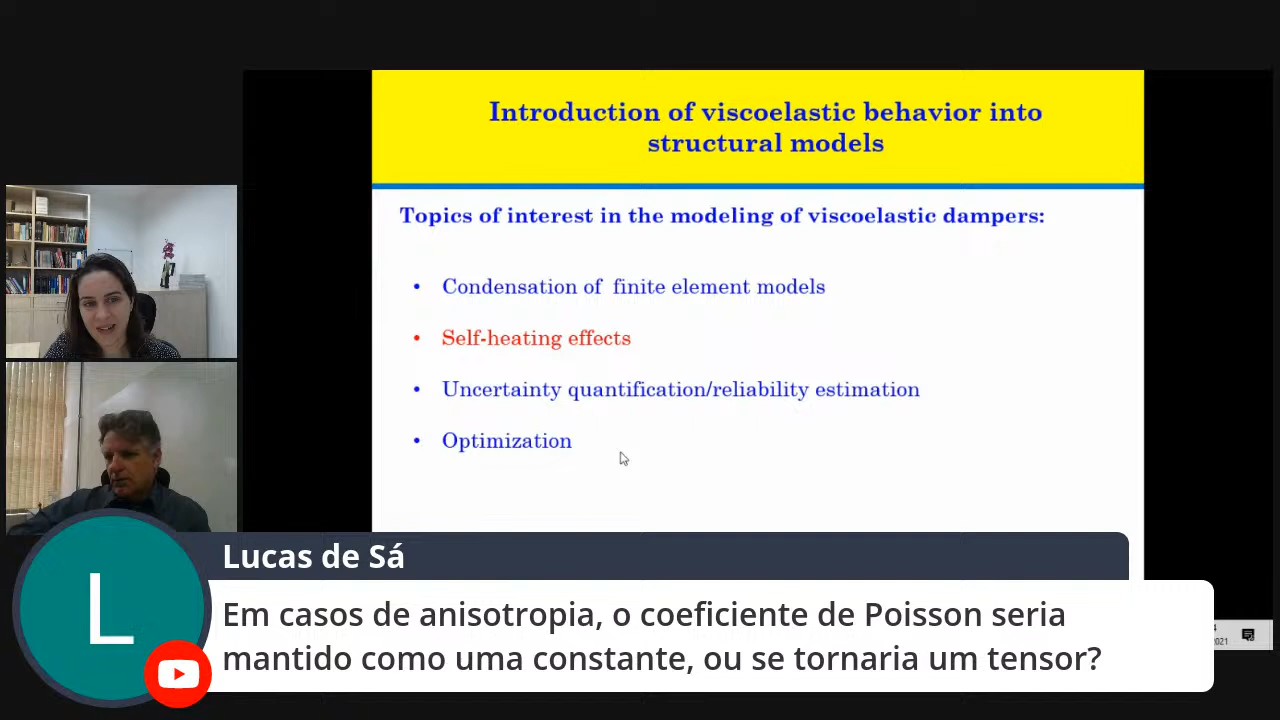 Introduction of viscoelastic behavior into
structural models
Topics of interest in the modeling of viscoelastic dampers:
• Condensation of finite element models
• Self-heating effects
• Uncertainty quantification/reliability estimation
• Optimization
L
Lucas de Sá
Em casos de anisotropia, o coeficiente de Poisson seria
mantido como uma constante, ou se tornaria um tensor?
2021